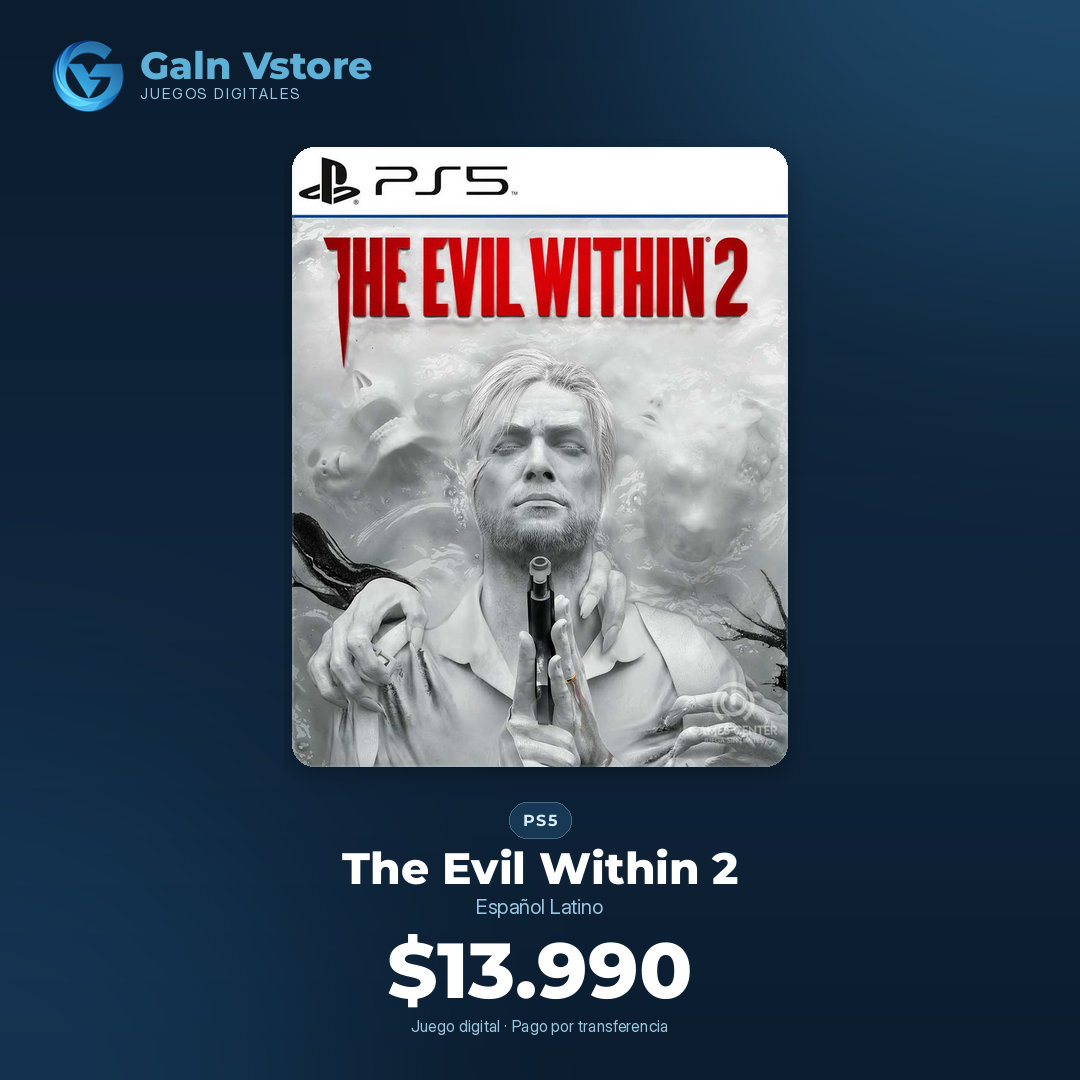 GaIn Vstore
JUEGOS DIGITALES
PS5
THE EVIL WITHIN 2
PS5
The Evil Within 2
Español Latino
$13.990
Juego digital · Pago por transferencia